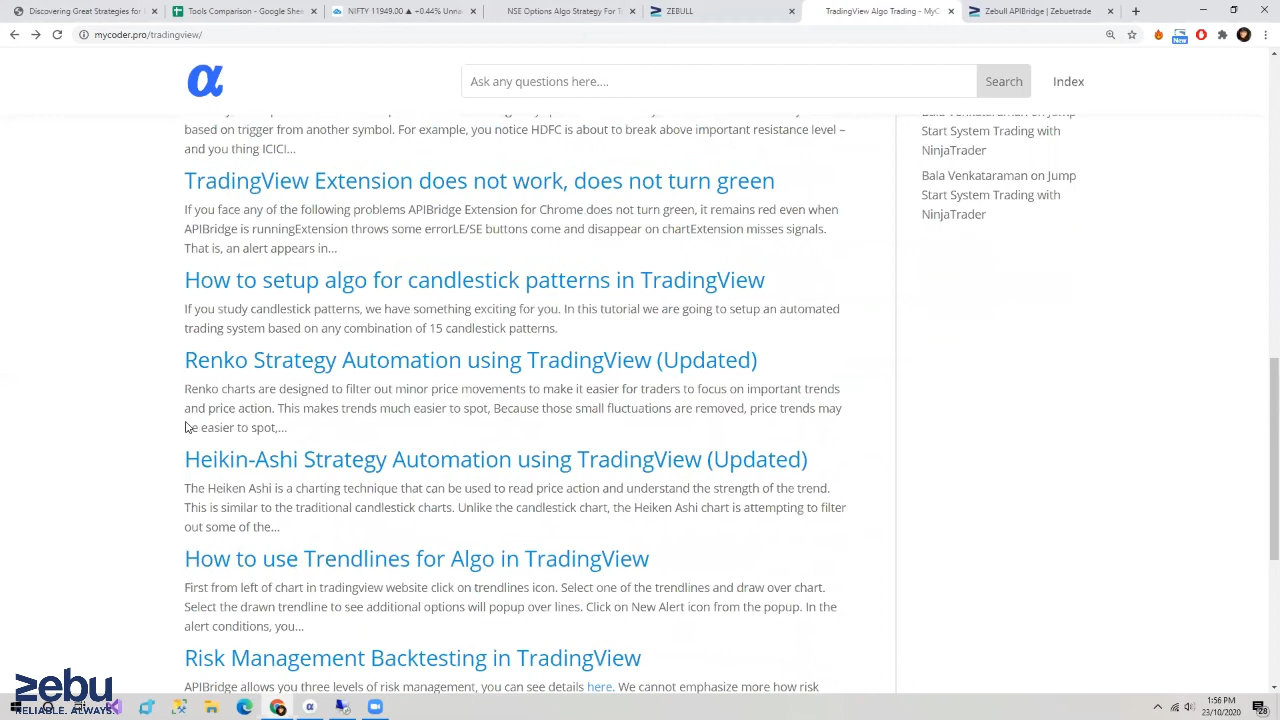 Discovering Great Strategies for
Tools Comparison - Google Shee
NIFTY 11949.00 ▲ +0.44% Unna
NSE Options Algo Strategy For T
ZEBULL
TradingView Algo Trading - MyC
Zebull APIBridge | Zebuetrade
mycoder.pro/tradingview/
New
α
Ask any questions here....
Search
Index
based on trigger from another symbol. For example, you notice HDFC is about to break above important resistance level –
and you thing ICICI...
TradingView Extension does not work, does not turn green
If you face any of the following problems APIBridge Extension for Chrome does not turn green, it remains red even when
APIBridge is runningExtension throws some errorLE/SE buttons come and disappear on chartExtension misses signals.
That is, an alert appears in...
How to setup algo for candlestick patterns in TradingView
If you study candlestick patterns, we have something exciting for you. In this tutorial we are going to setup an automated
trading system based on any combination of 15 candlestick patterns.
Renko Strategy Automation using TradingView (Updated)
Renko charts are designed to filter out minor price movements to make it easier for traders to focus on important trends
and price action. This makes trends much easier to spot, Because those small fluctuations are removed, price trends may
be easier to spot,...
Heikin-Ashi Strategy Automation using TradingView (Updated)
The Heiken Ashi is a charting technique that can be used to read price action and understand the strength of the trend.
This is similar to the traditional candlestick charts. Unlike the candlestick chart, the Heiken Ashi chart is attempting to filter
out some of the...
How to use Trendlines for Algo in TradingView
First from left of chart in tradingview website click on trendlines icon. Select one of the trendlines and draw over chart.
Select the drawn trendline to see additional options will popup over lines. Click on New Alert icon from the popup. In the
alert conditions, you...
Risk Management Backtesting in TradingView
APIBridge allows you three levels of risk management, you can see details here. We cannot emphasize more how risk
Bala Venkataraman on Jump
Start System Trading with
NinjaTrader
Bala Venkataraman on Jump
Start System Trading with
NinjaTrader
zebu
RELIABLE. ALWAYS.
1:56 PM
23/10/2020
28